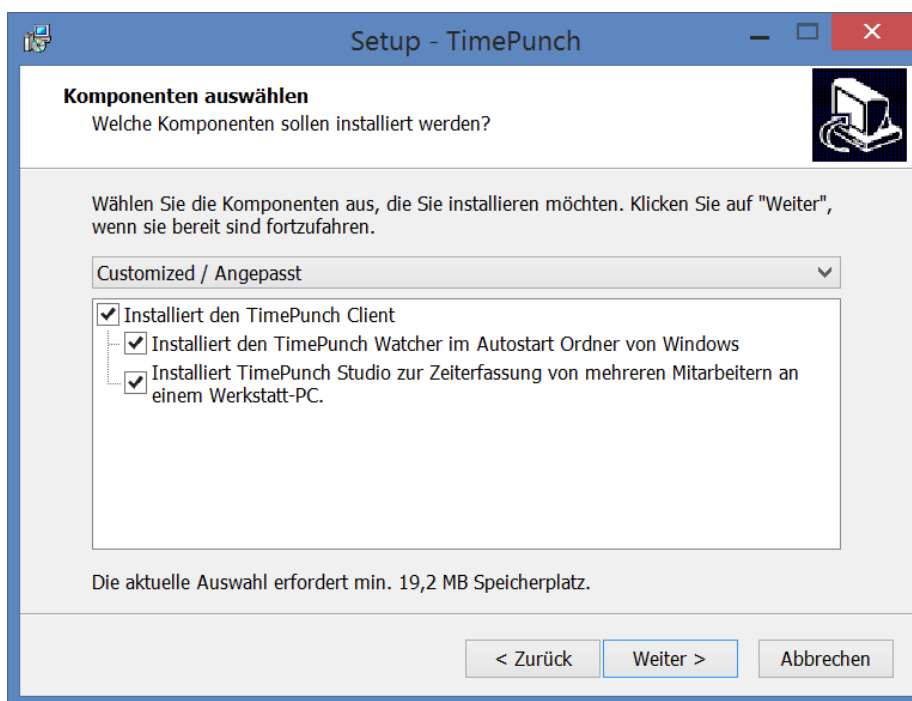 Setup - TimePunch
Komponenten auswählen
Welche Komponenten sollen installiert werden?
Wählen Sie die Komponenten aus, die Sie installieren möchten. Klicken Sie auf "Weiter",
wenn sie bereit sind fortzufahren.
Customized / Angepasst
Installiert den TimePunch Client
Installiert den TimePunch Watcher im Autostart Ordner von Windows
Installiert TimePunch Studio zur Zeiterfassung von mehreren Mitarbeitern an
einem Werkstatt-PC.
Die aktuelle Auswahl erfordert min. 19,2 MB Speicherplatz.
< Zurück
Weiter >
Abbrechen